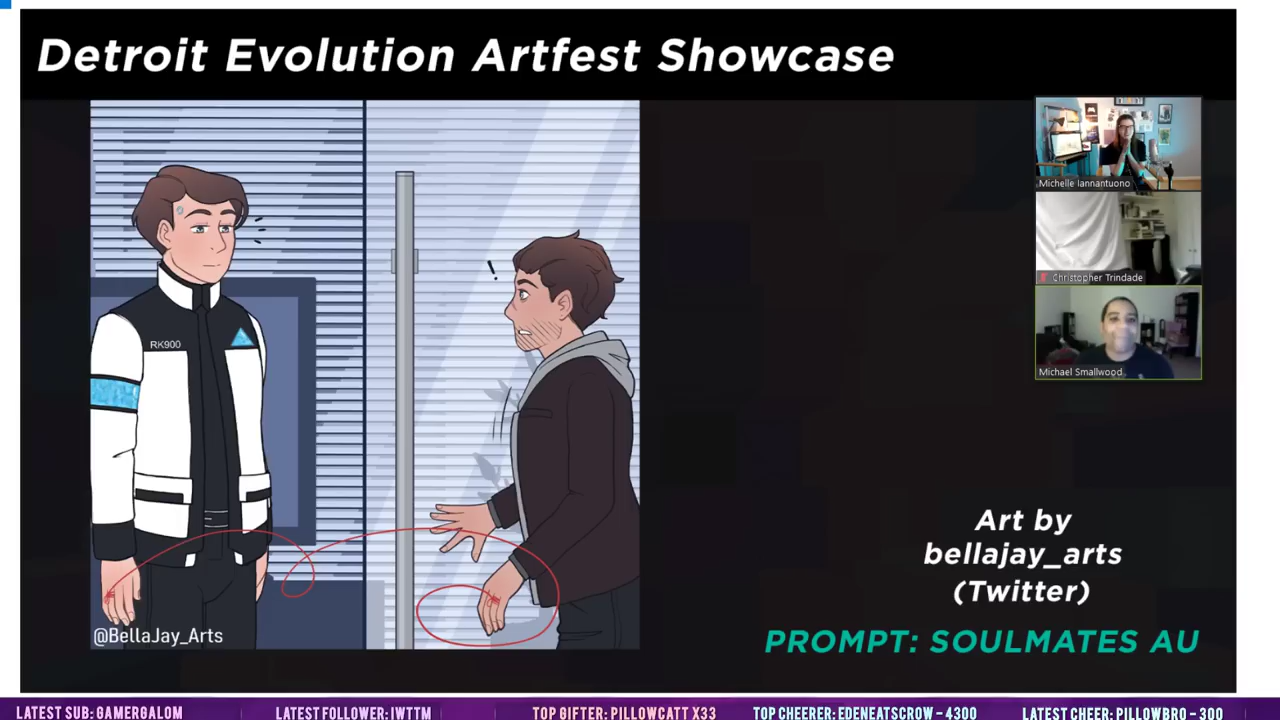 Detroit Evolution Artfest Showcase
RK900
@BellaJay_Arts
Michelle Iannantuono
Christopher Trindade
Michael Smallwood
Art by
bellajay_arts
(Twitter)
PROMPT: SOULMATES AU
LATEST SUB: GAMERGALOM
LATEST FOLLOWER: IWTTM
TOP GIFTER: PILLOWCATT X33
TOP CHEERER: EDENEATSCROW - 4300
LATEST CHEER: PILLOWBRO - 300